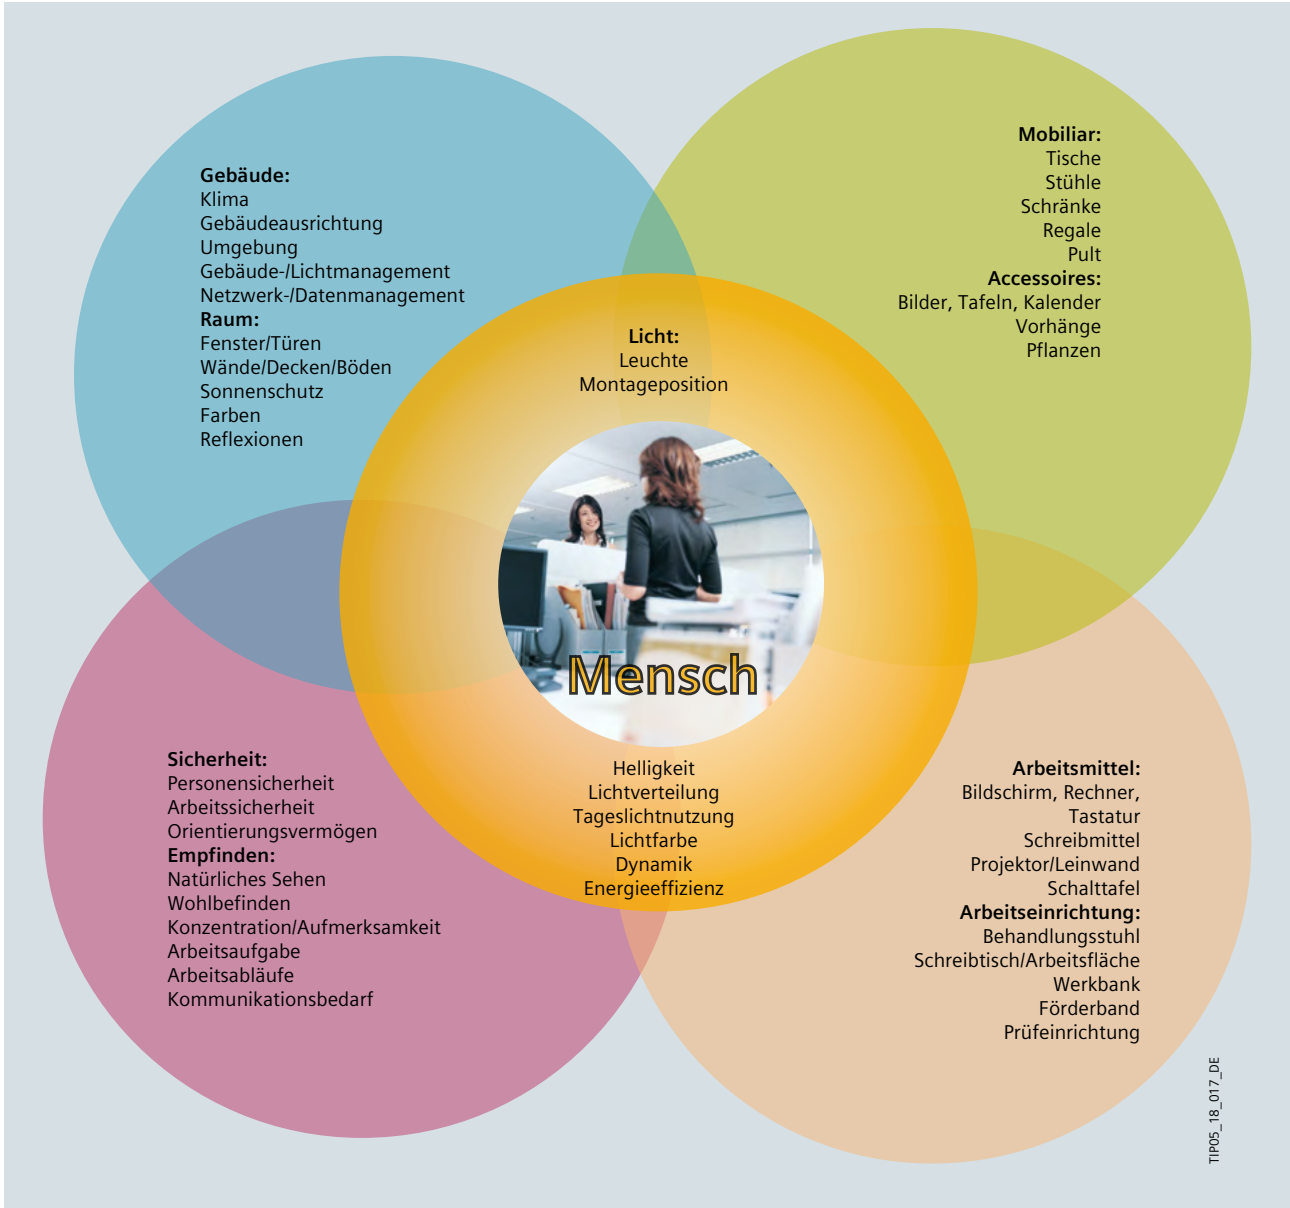 Gebäude:
Klima
Gebäudeausrichtung
Umgebung
Gebäude-/Lichtmanagement
Netzwerk-/Datenmanagement
Raum:
Fenster/Türen
Wände/Decken/Böden
Sonnenschutz
Farben
Reflexionen
Mobiliar:
Tische
Stühle
Schränke
Regale
Pult
Accessoires:
Bilder, Tafeln, Kalender
Vorhänge
Pflanzen
Licht:
Leuchte
Montageposition
Mensch
Helligkeit
Lichtverteilung
Tageslichtnutzung
Lichtfarbe
Dynamik
Energieeffizienz
Sicherheit:
Personensicherheit
Arbeitssicherheit
Orientierungsvermögen
Empfinden:
Natürliches Sehen
Wohlbefinden
Konzentration/Aufmerksamkeit
Arbeitsaufgabe
Arbeitsabläufe
Kommunikationsbedarf
Arbeitsmittel:
Bildschirm, Rechner,
Tastatur
Schreibmittel
Projektor/Leinwand
Schalttafel
Arbeitseinrichtung:
Behandlungsstuhl
Schreibtisch/Arbeitsfläche
Werkbank
Förderband
Prüfeinrichtung
TIP05_18_017_DE